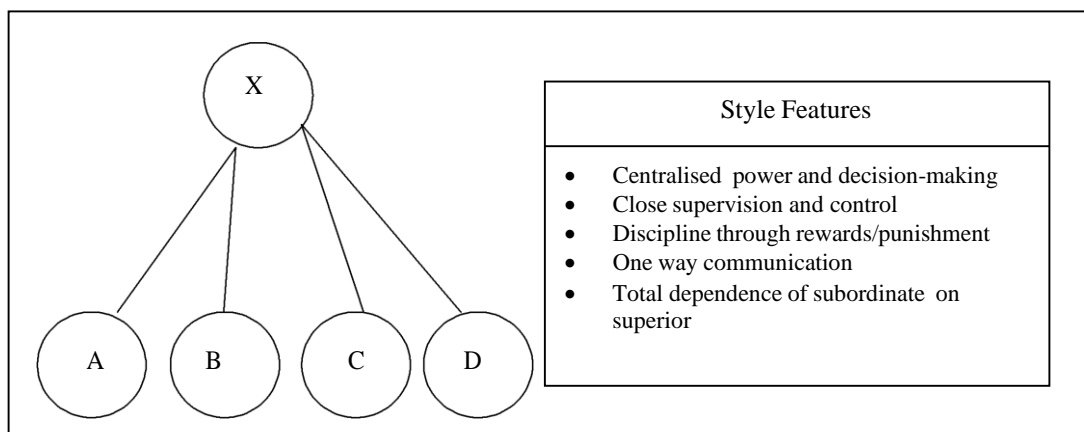 X
A
B
C
D
Style Features
• Centralised power and decision-making
• Close supervision and control
• Discipline through rewards/punishment
• One way communication
• Total dependence of subordinate on
superior